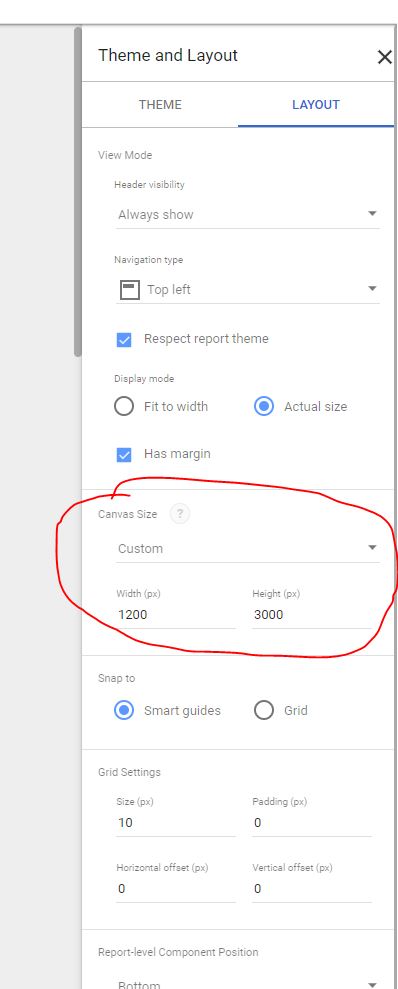 Theme and Layout
THEME LAYOUT
View Mode
Header visibility
Always show
Navigation type
Top left
Respect report theme
Display mode
Fit to width Actual size
Has margin
Canvas Size ?
Custom
Width (px) Height (px)
1200 3000
Snap to
Smart guides Grid
Grid Settings
Size (px) Padding (px)
10 0
Horizontal offset (px) Vertical offset (px)
0 0
Report-level Component Position
Bottom